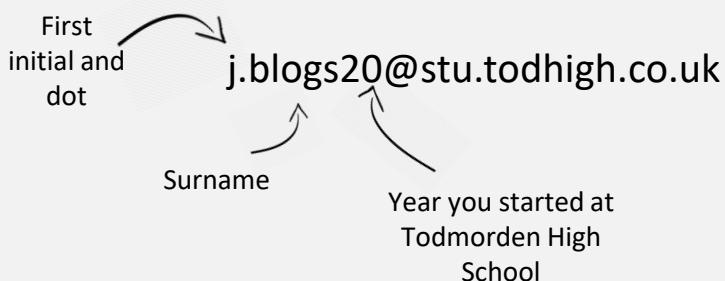 First
initial and
dot
j.blogs20@stu.todhigh.co.uk
Surname
Year you started at
Todmorden High
School